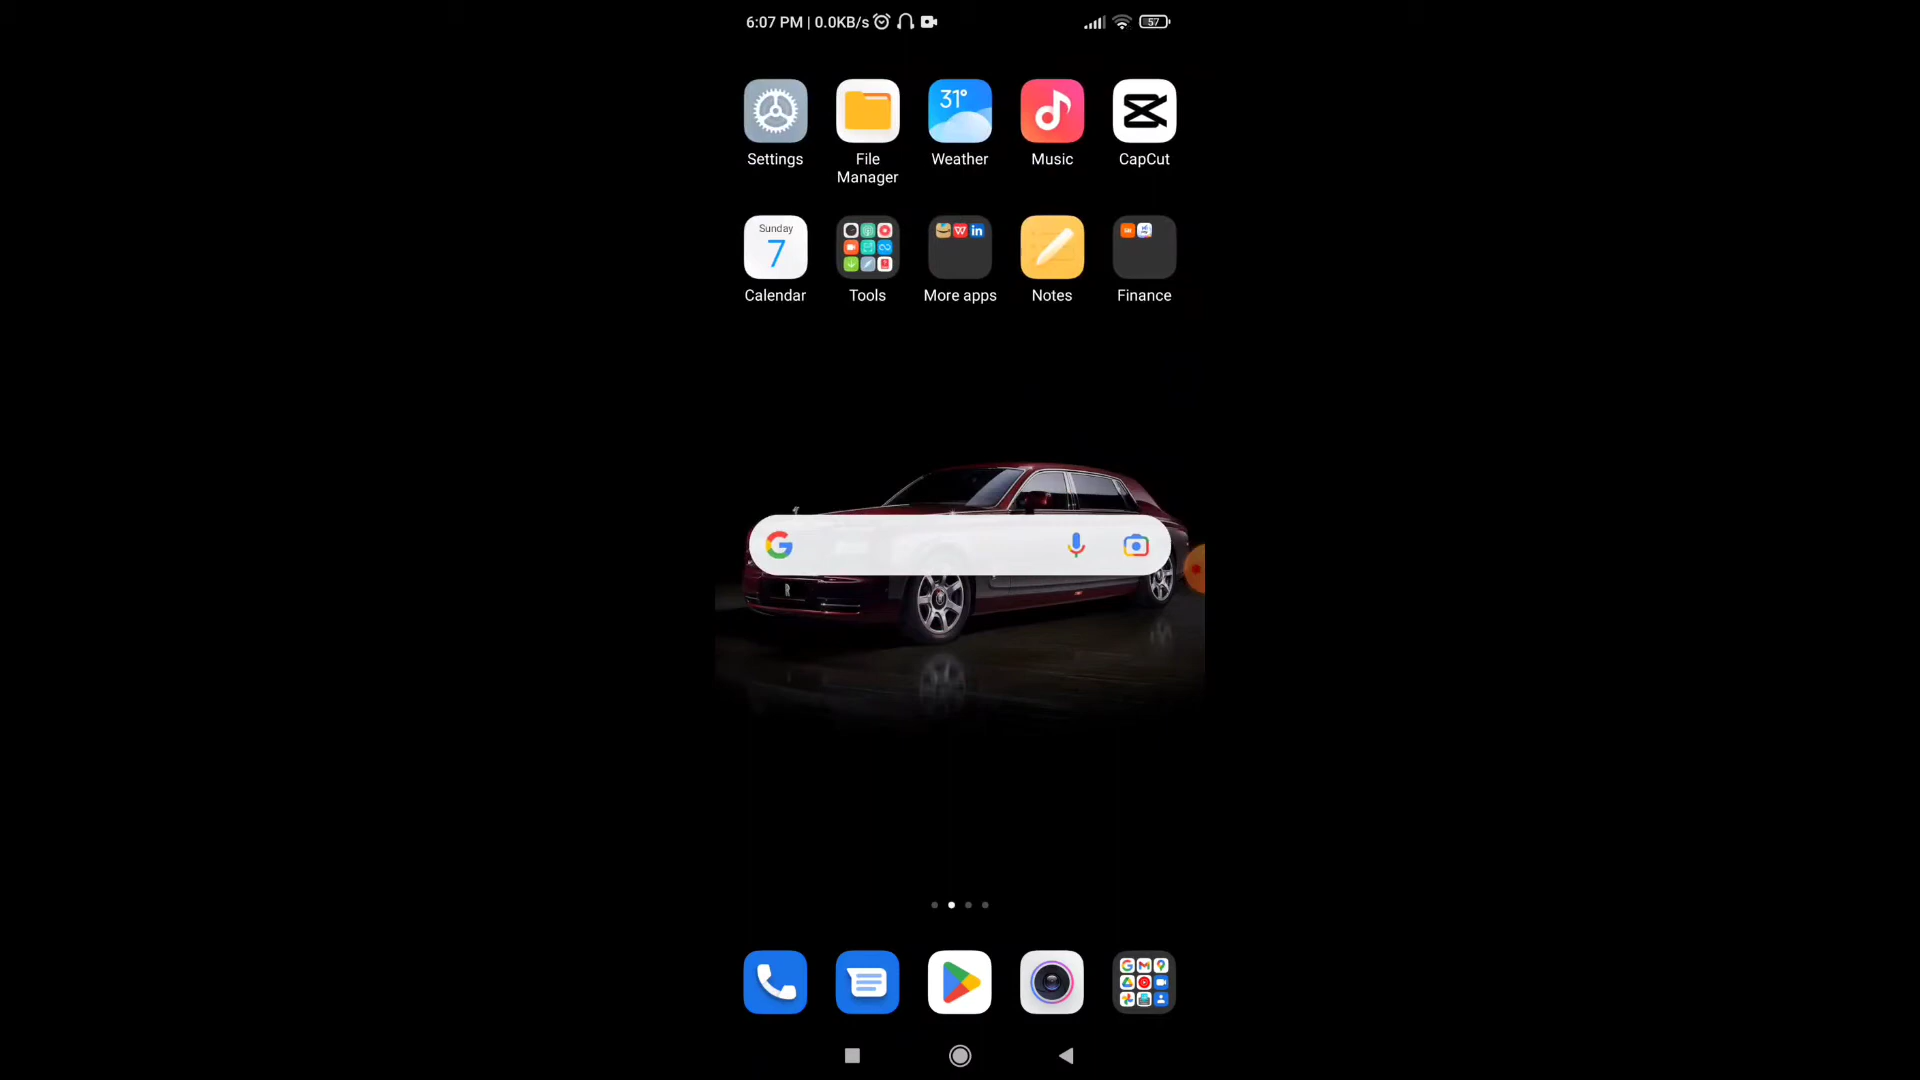 6:07 PM | 0.0KB/s
57
31°
Settings
File
Manager
Weather
Music
CapCut
Sunday
7
Calendar
Tools
More apps
Notes
Finance